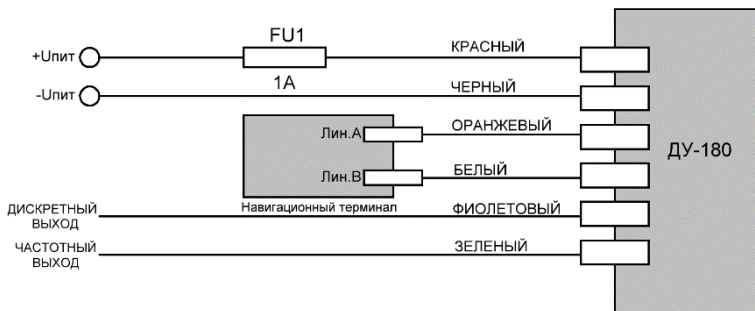 FU1
КРАСНЫЙ
+Uпит
1А
ЧЕРНЫЙ
-Uпит
ОРАНЖЕВЫЙ
Лин.А
ДУ-180
БЕЛЫЙ
Лин.В
Навигационный терминал
ФИОЛЕТОВЫЙ
ДИСКРЕТНЫЙ
ВЫХОД
ЧАСТОТНЫЙ
ВЫХОД
ЗЕЛЕНЫЙ